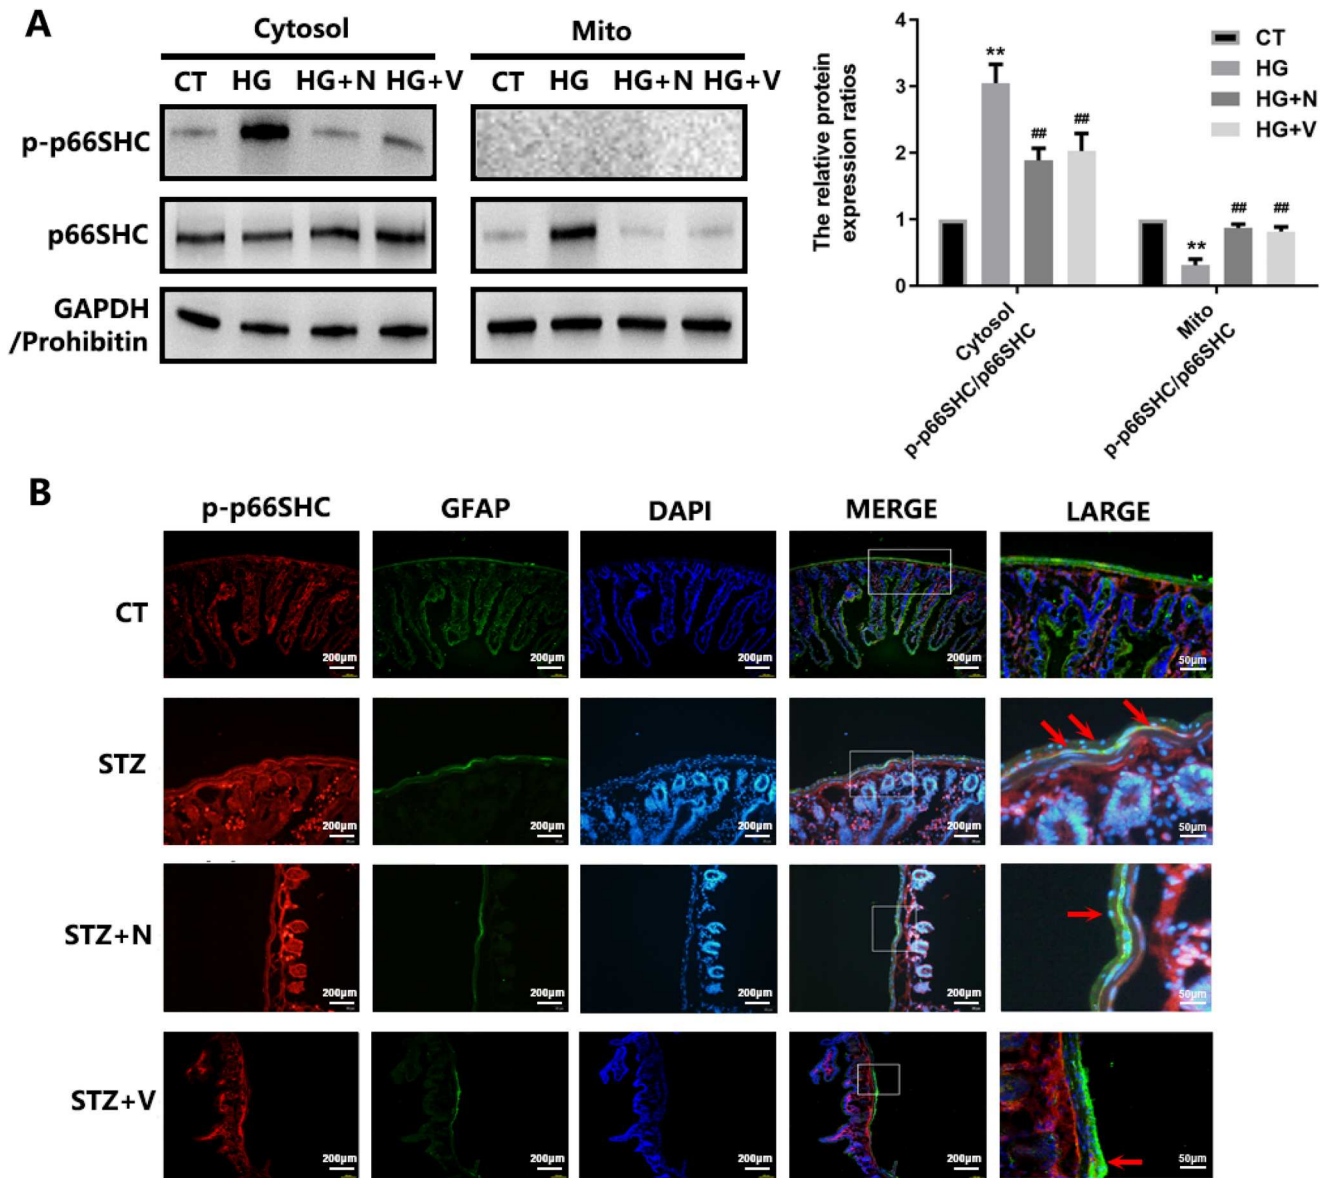 A
Cytosol
Mito
CT HG HG+N HG+V
CT HG HG+N HG+V
p-p66SHC
p66SHC
GAPDH
/Prohibitin
The relative protein
expression ratios
4
3
2
1
0
**
##
##
**
##
##
CT
HG
HG+N
HG+V
Cytosol
p-p66SHC/p66SHC
Mito
p-p66SHC/p66SHC
B
p-p66SHC GFAP DAPI MERGE LARGE
CT
200μm 200μm 200μm 200μm 50μm
STZ
200μm 200μm 200μm 200μm 50μm
STZ+N
200μm 200μm 200μm 200μm 50μm
STZ+V
200μm 200μm 200μm 200μm 50μm